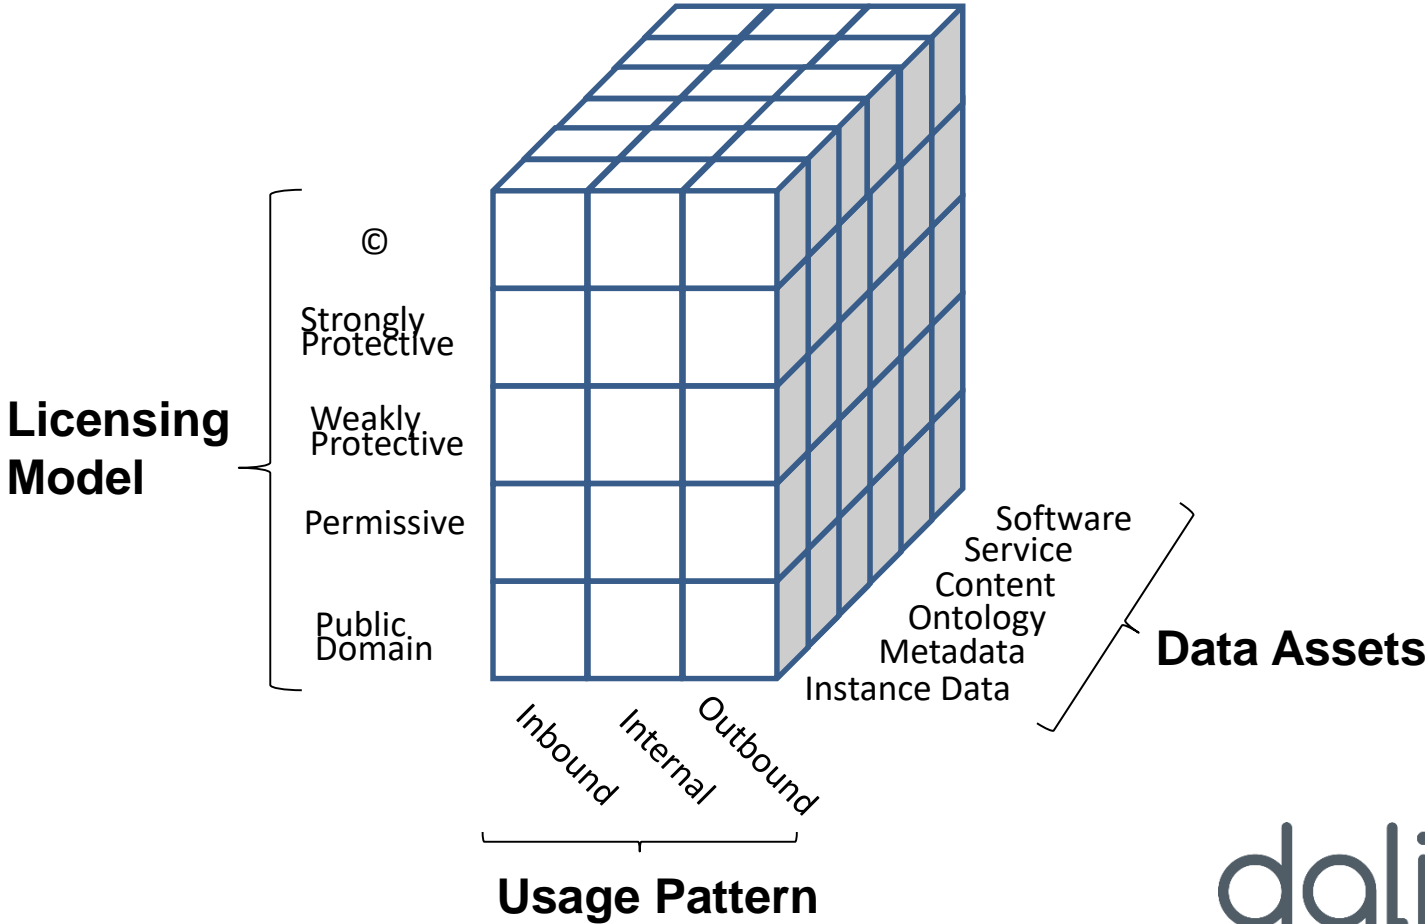 ©
Strongly
Protective
Licensing
Model
Weakly
Protective
Permissive
Public
Domain
Software
Service
Content
Ontology
Metadata
Instance Data
Data Assets
Inbound
Internal
Outbound
Usage Pattern
dali